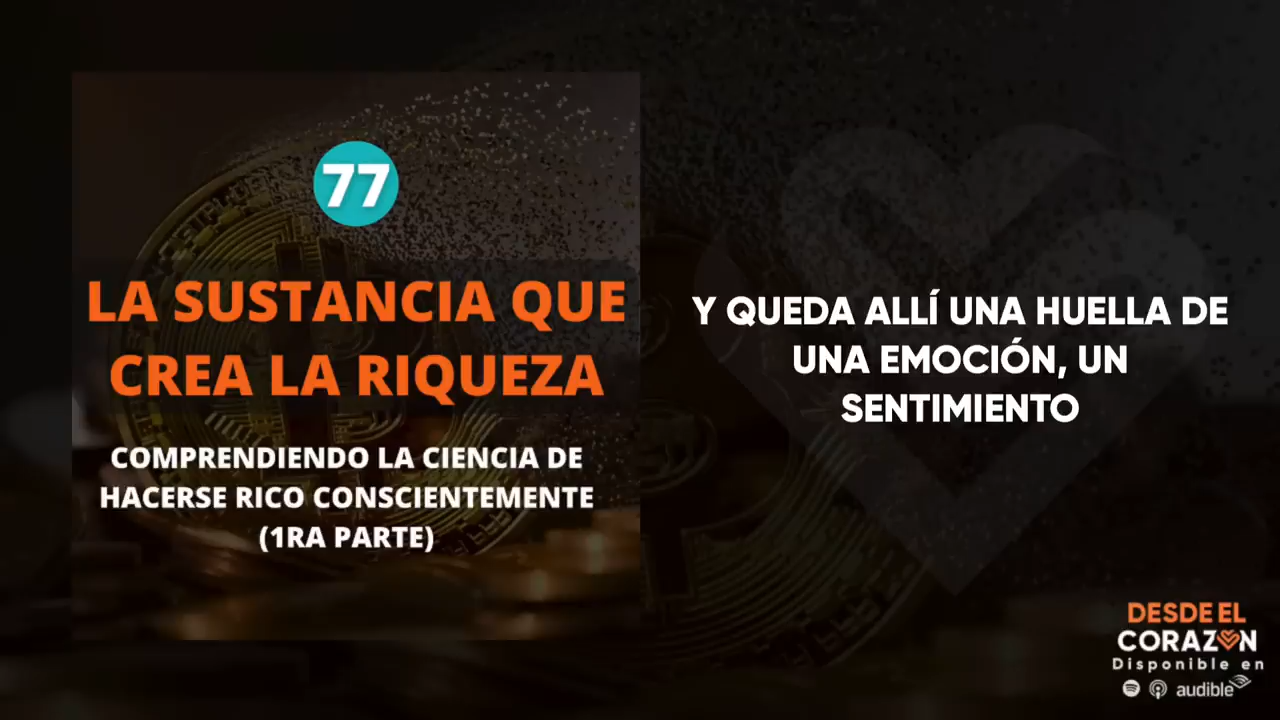 77
LA SUSTANCIA QUE
CREA LA RIQUEZA
COMPRENDIENDO LA CIENCIA DE
HACERSE RICO CONSCIENTEMENTE
(1RA PARTE)
Y QUEDA ALLÍ UNA HUELLA DE
UNA EMOCIÓN, UN
SENTIMIENTO
DESDE EL
CORAZÓN
Disponible en
audible